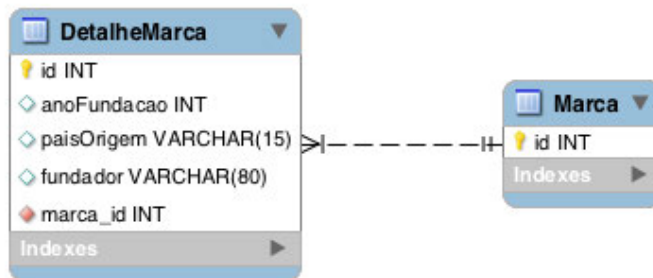 DetalheMarca
id INT
anoFundacao INT
paisOrigem VARCHAR(15)
fundador VARCHAR(80)
marca_id INT
Indexes
Marca
id INT
Indexes